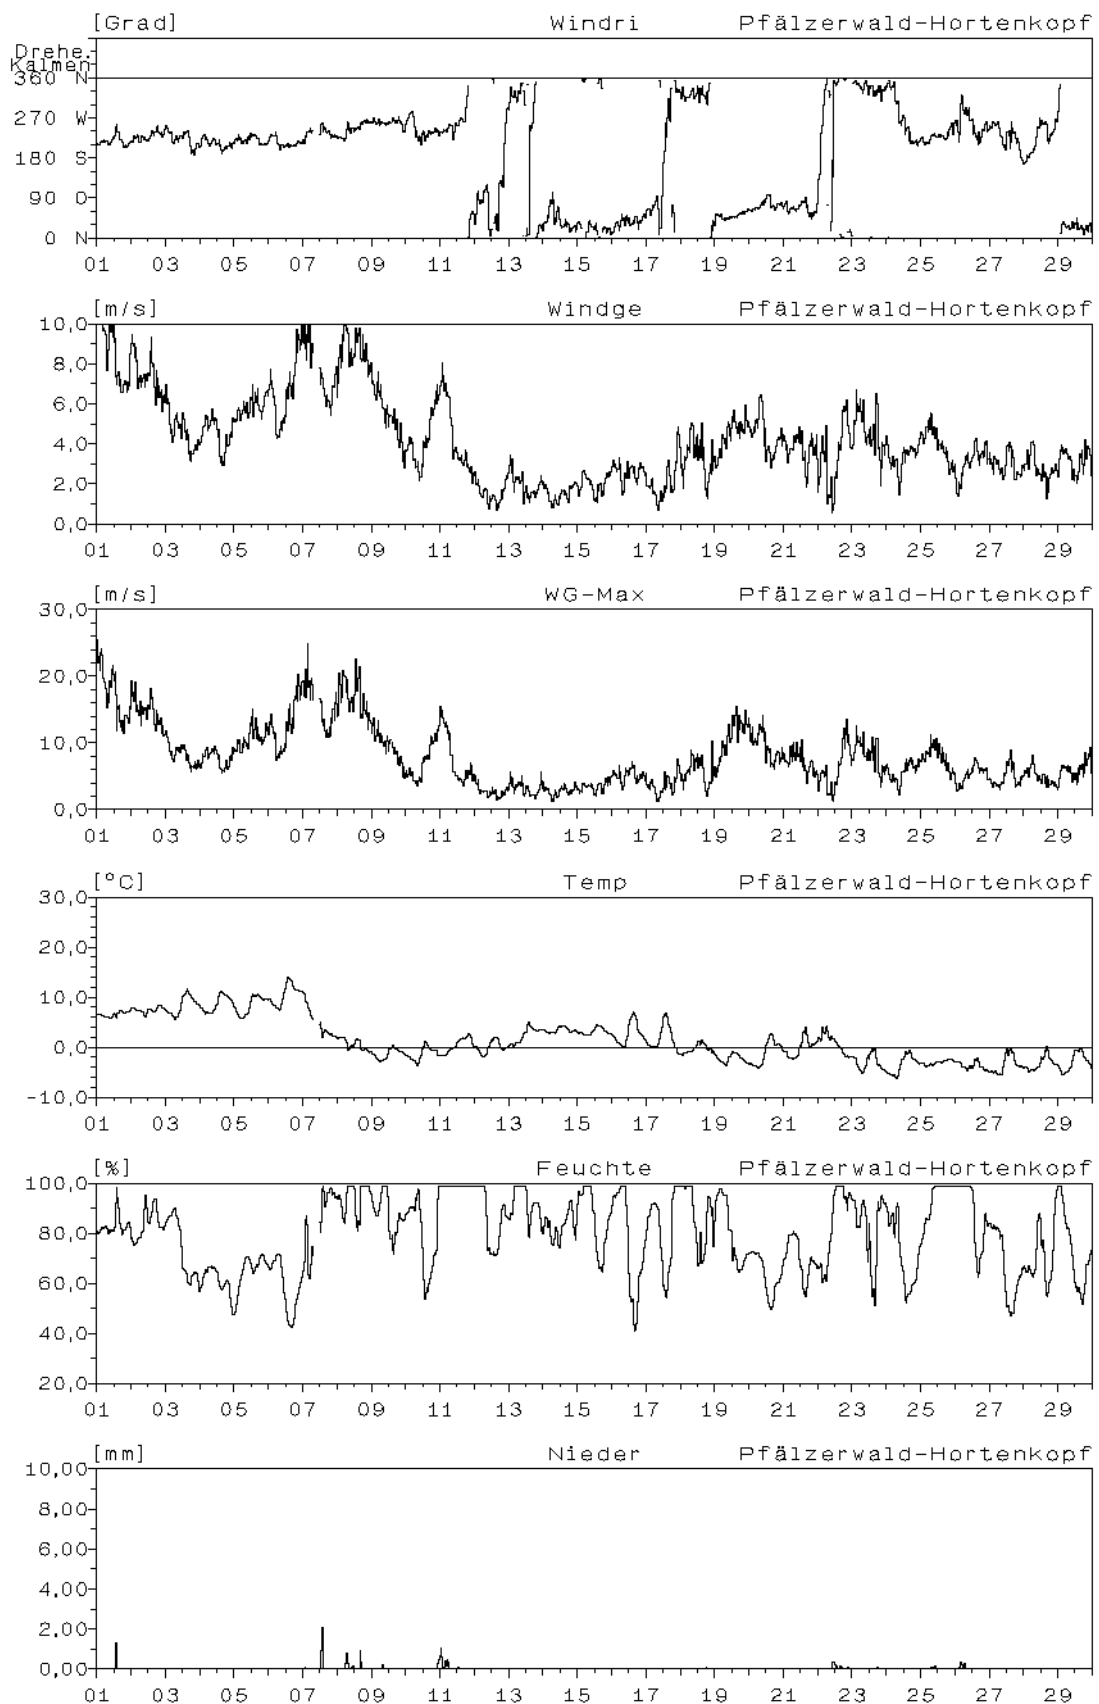 [Grad] Windri Pfälzerwald-Hortenkopf
Drehe.
Kalmen
360 N
270 W
180 S
90 O
0 N
01 03 05 07 09 11 13 15 17 19 21 23 25 27 29
[m/s] Windge Pfälzerwald-Hortenkopf
10,0
8,0
6,0
4,0
2,0
0,0
01 03 05 07 09 11 13 15 17 19 21 23 25 27 29
[m/s] WG-Max Pfälzerwald-Hortenkopf
30,0
20,0
10,0
0,0
01 03 05 07 09 11 13 15 17 19 21 23 25 27 29
[°C] Temp Pfälzerwald-Hortenkopf
30,0
20,0
10,0
0,0
-10,0
01 03 05 07 09 11 13 15 17 19 21 23 25 27 29
[%] Feuchte Pfälzerwald-Hortenkopf
100,0
80,0
60,0
40,0
20,0
01 03 05 07 09 11 13 15 17 19 21 23 25 27 29
[mm] Nieder Pfälzerwald-Hortenkopf
10,00
8,00
6,00
4,00
2,00
0,00
01 03 05 07 09 11 13 15 17 19 21 23 25 27 29